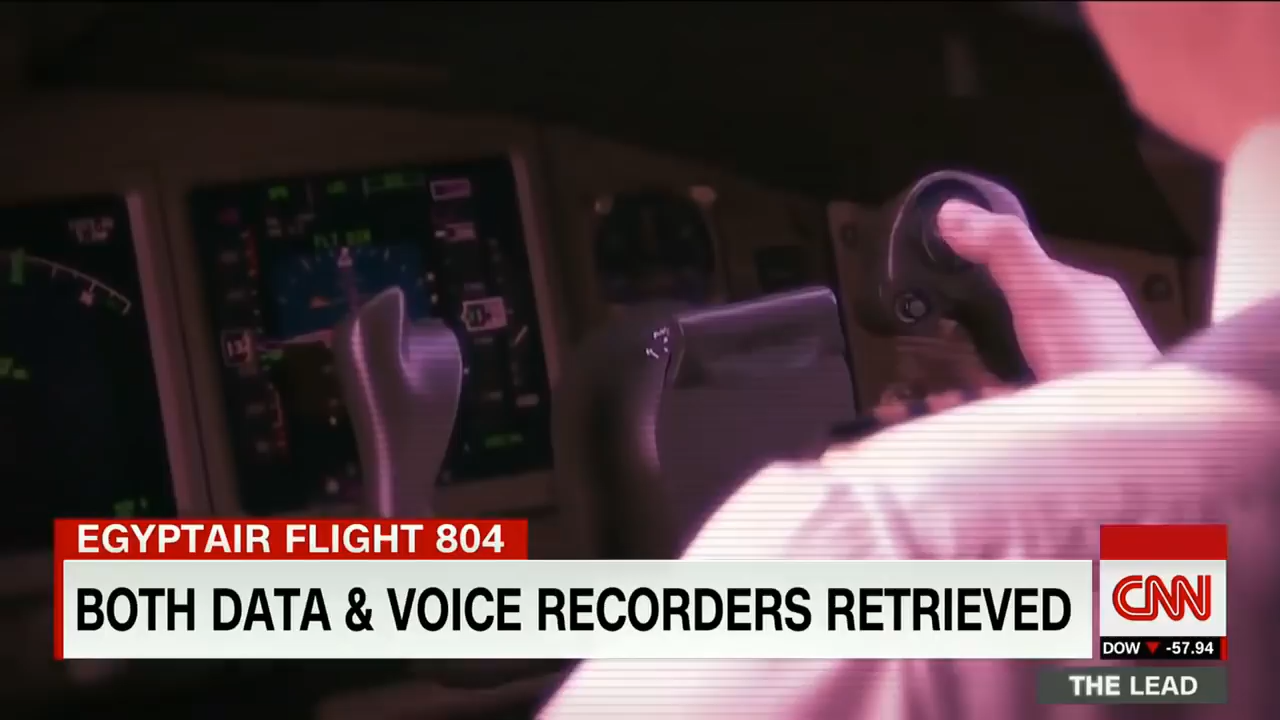 EGYPTAIR FLIGHT 804
BOTH DATA & VOICE RECORDERS RETRIEVED
CNN
DOW ▼ -57.94
THE LEAD